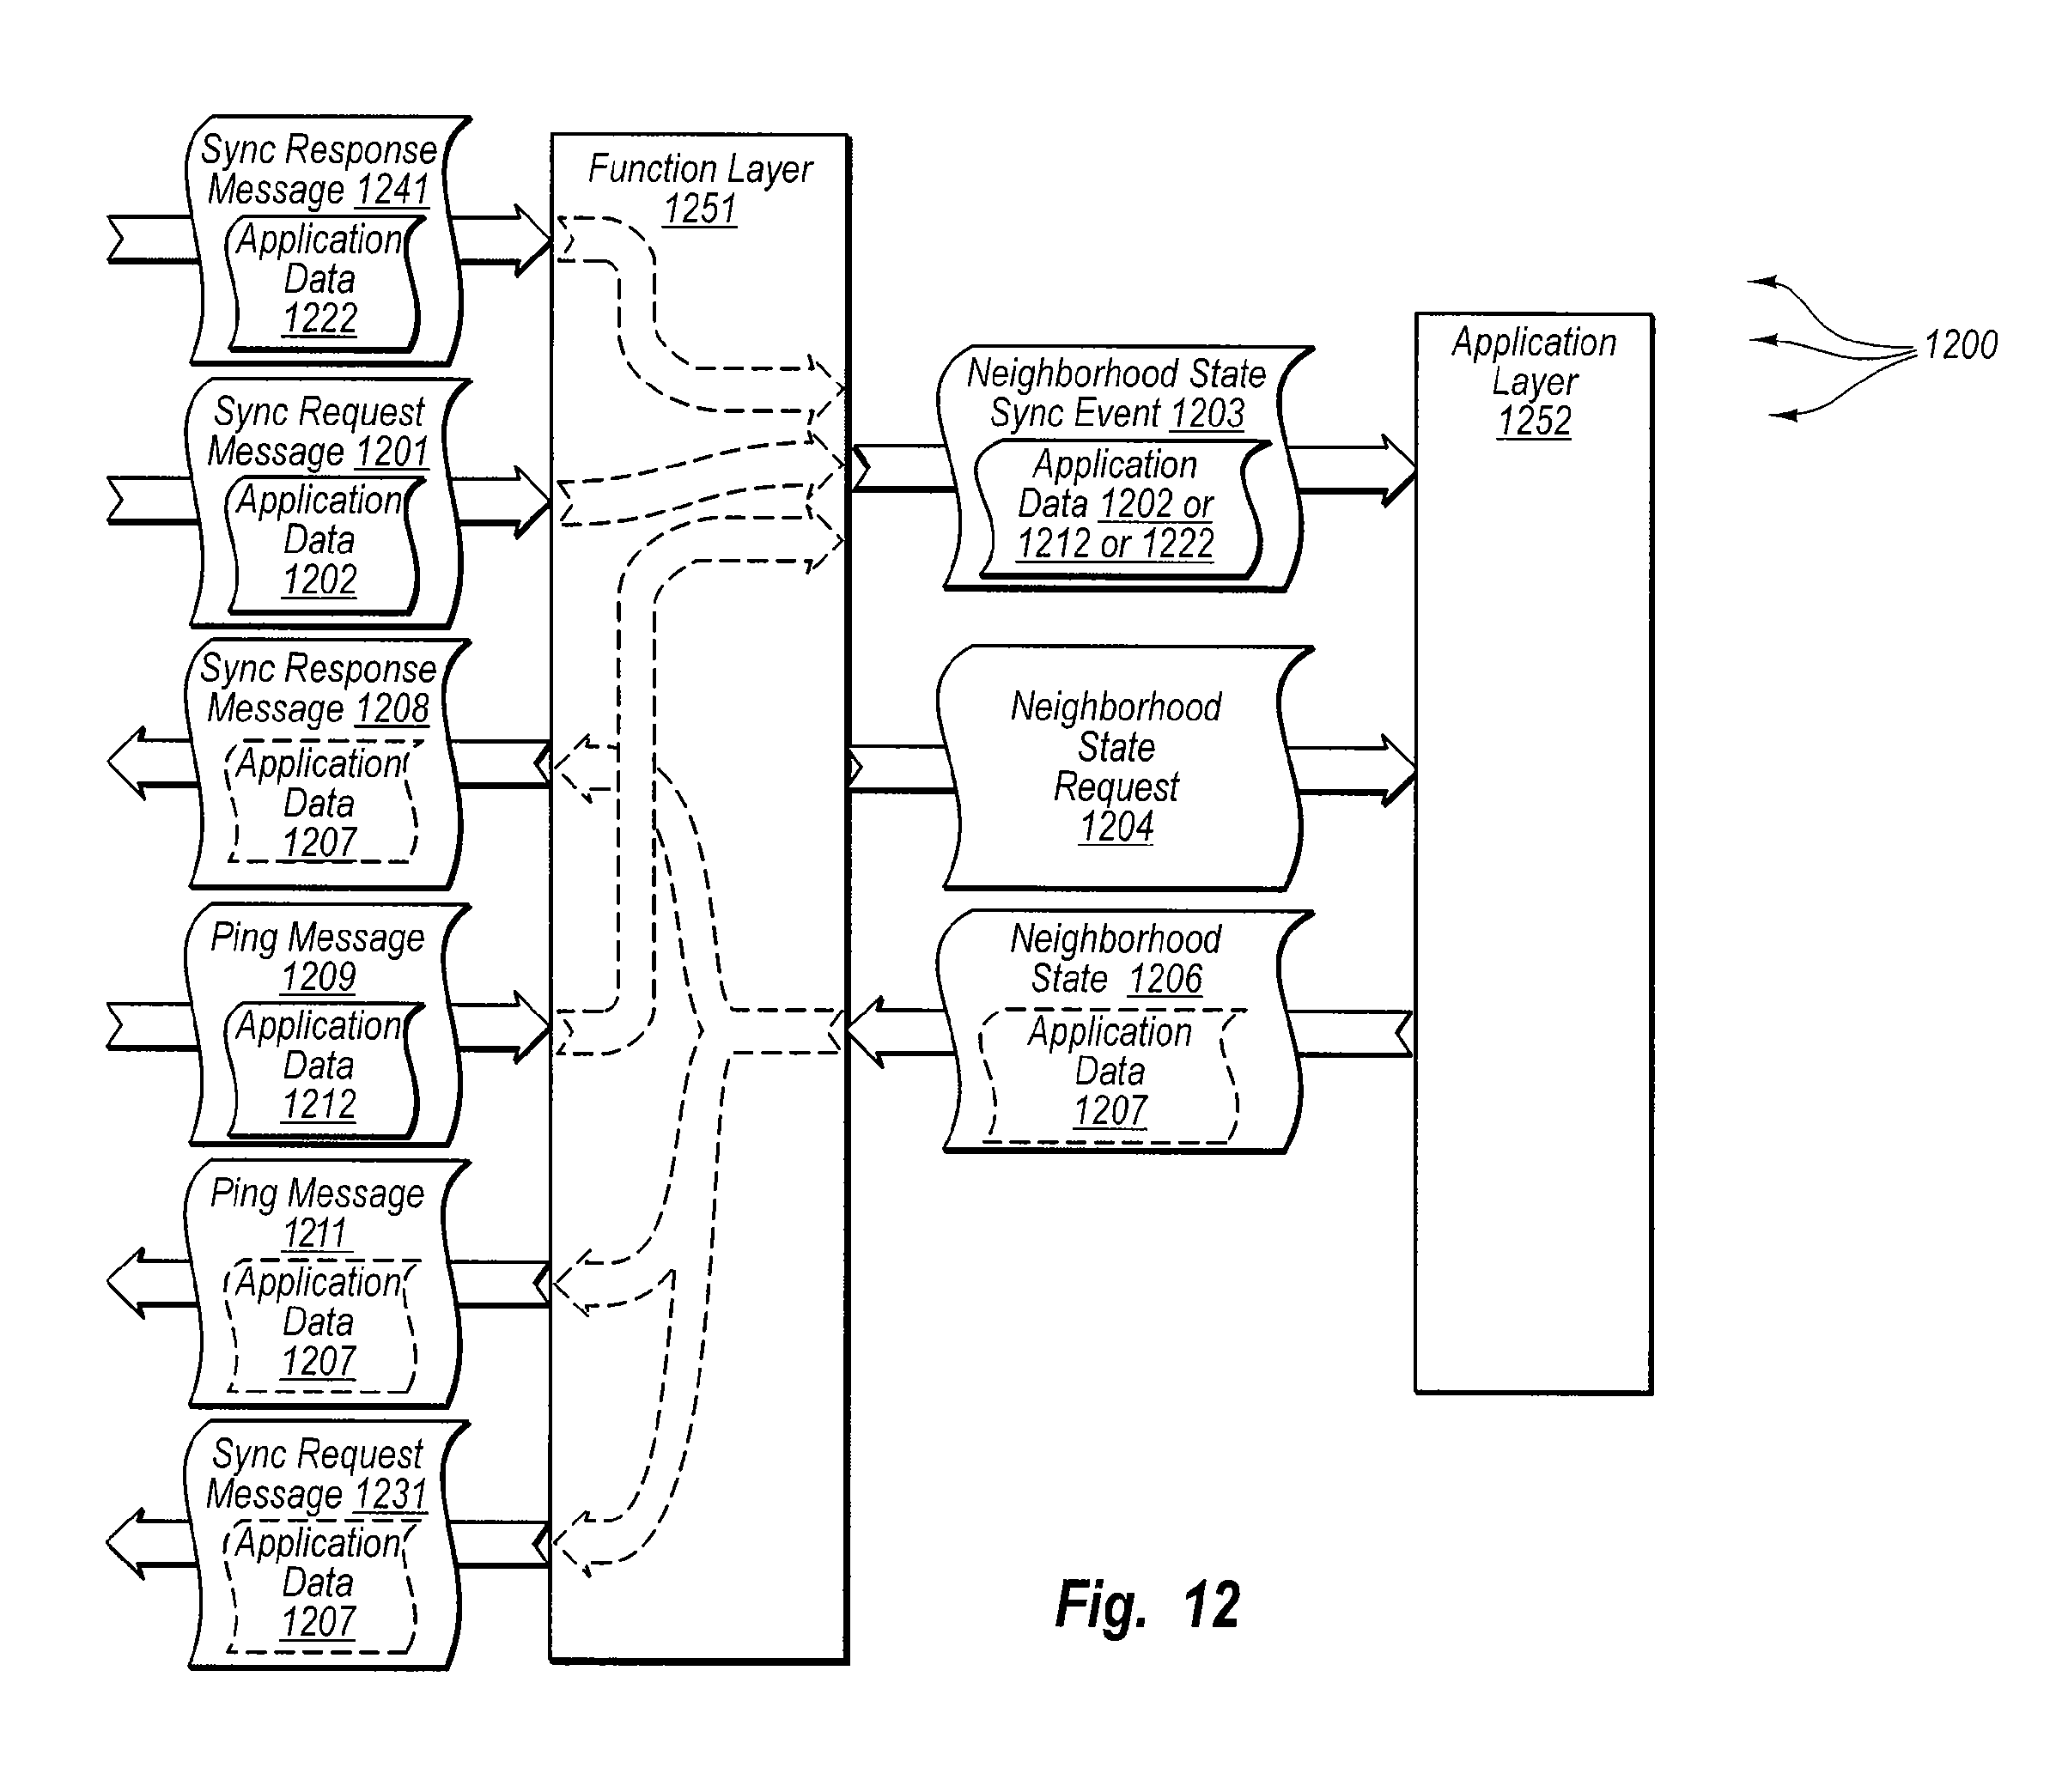 Sync Response
Message 1241
Application
Data
1222
Sync Request
Message 1201
Application
Data
1202
Sync Response
Message 1208
Application
Data
1207
Ping Message
1209
Application
Data
1212
Ping Message
1211
Application
Data
1207
Sync Request
Message 1231
Application
Data
1207
Function Layer
1251
Neighborhood State
Sync Event 1203
Application
Data 1202 or
1212 or 1222
Neighborhood
State
Request
1204
Neighborhood
State 1206
Application
Data
1207
Application
Layer
1252
1200
Fig. 12